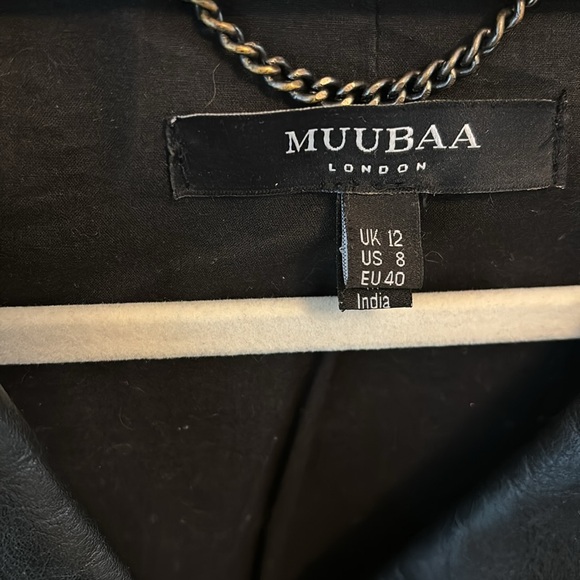 MUUBAA
LONDON
UK 12
US 8
EU 40
India